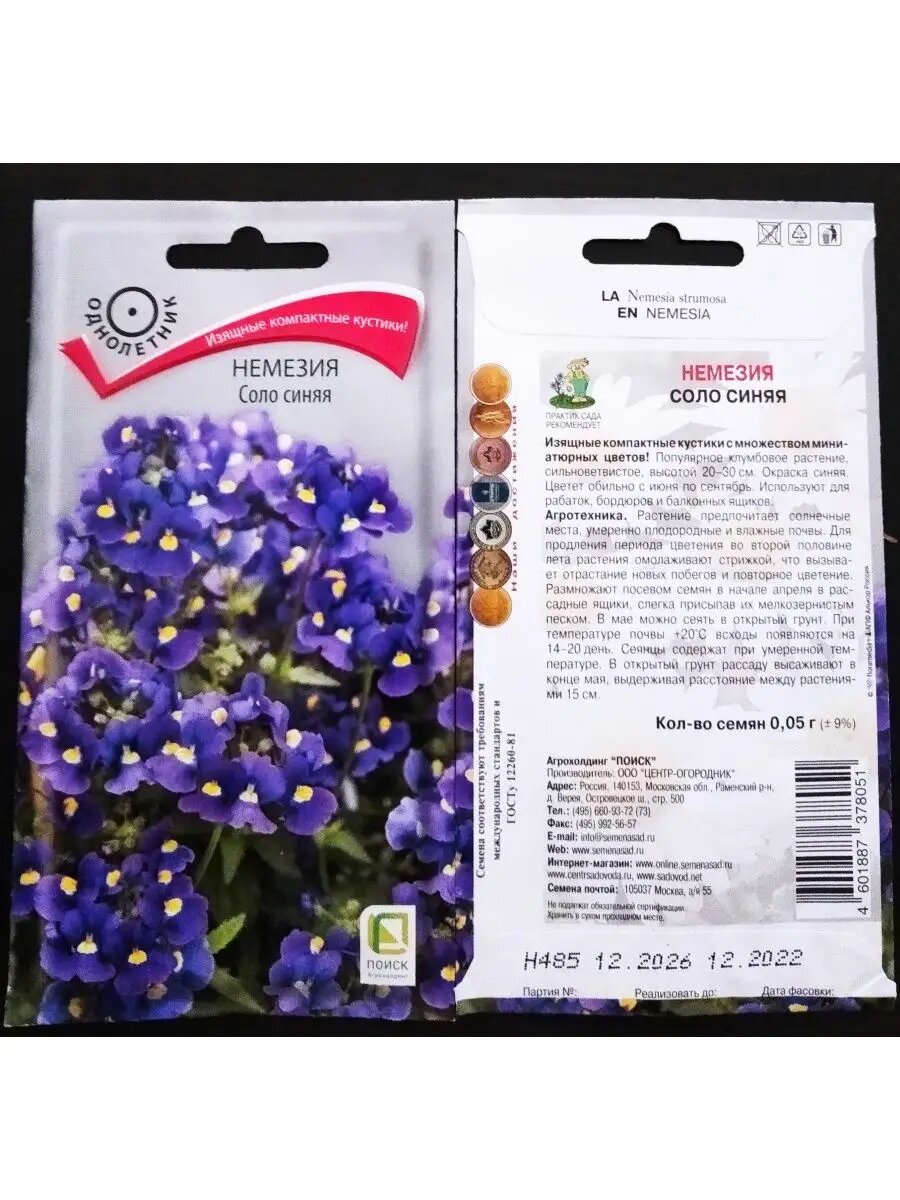 ОДНОЛЕТНИК
Изящные компактные кустики!
НЕМЕЗИЯ
Соло синяя
ПОИСК
АГРОХОЛДИНГ
LA Nemesia strumosa
EN NEMESIA
НЕМЕЗИЯ
СОЛО СИНЯЯ
ПРАКТИК САДА
РЕКОМЕНДУЕТ
Наши достижения
Изящные компактные кустики с множеством мини-
атюрных цветов! Популярное клумбовое растение,
сильноветвистое, высотой 20–30 см. Окраска синяя.
Цветет обильно с июня по сентябрь. Используют для
рабаток, бордюров и балконных ящиков.
Агротехника. Растение предпочитает солнечные
места, умеренно плодородные и влажные почвы. Для
продления периода цветения во второй половине
лета растения омолаживают стрижкой, что вызыва-
ет отрастание новых побегов и повторное цветение.
Размножают посевом семян в начале апреля в рас-
садные ящики, слегка присыпав их мелкозернистым
песком. В мае можно сеять в открытый грунт. При
температуре почвы +20°С всходы появляются на
14–20 день. Сеянцы содержат при умеренной тем-
пературе. В открытый грунт рассаду высаживают в
конце мая, выдерживая расстояние между растения-
ми 15 см.
Кол-во семян 0,05 г (± 9%)
Семена соответствуют требованиям
международных стандартов и
ГОСТу 12260-81
Агрохолдинг "ПОИСК"
Производитель: ООО "ЦЕНТР-ОГОРОДНИК"
Адрес: Россия, 140153, Московская обл., Раменский р-н,
д. Верея, Островецкое ш., стр. 500
Тел.: (495) 660-93-72 (73)
Факс: (495) 992-56-57
E-mail: info@semenasad.ru
Web: www.semenasad.ru
Интернет-магазин: www.online.semenasad.ru
www.centrsadovoda.ru, www.sadovod.net
Семена почтой: 105037 Москва, а/я 55
Не подлежат обязательной сертификации.
Хранить в сухом прохладном месте.
4 601887 378051
Н485 12.2026 12.2022
Партия №: Реализовать до: Дата фасовки: